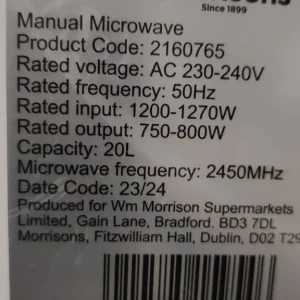 Since 1899
Manual Microwave
Product Code: 2160765
Rated voltage: AC 230-240V
Rated frequency: 50Hz
Rated input: 1200-1270W
Rated output: 750-800W
Capacity: 20L
Microwave frequency: 2450MHz
Date Code: 23/24
Produced for Wm Morrison Supermarkets
Limited, Gain Lane, Bradford. BD3 7DL
Morrisons, Fitzwilliam Hall, Dublin, D02 T29